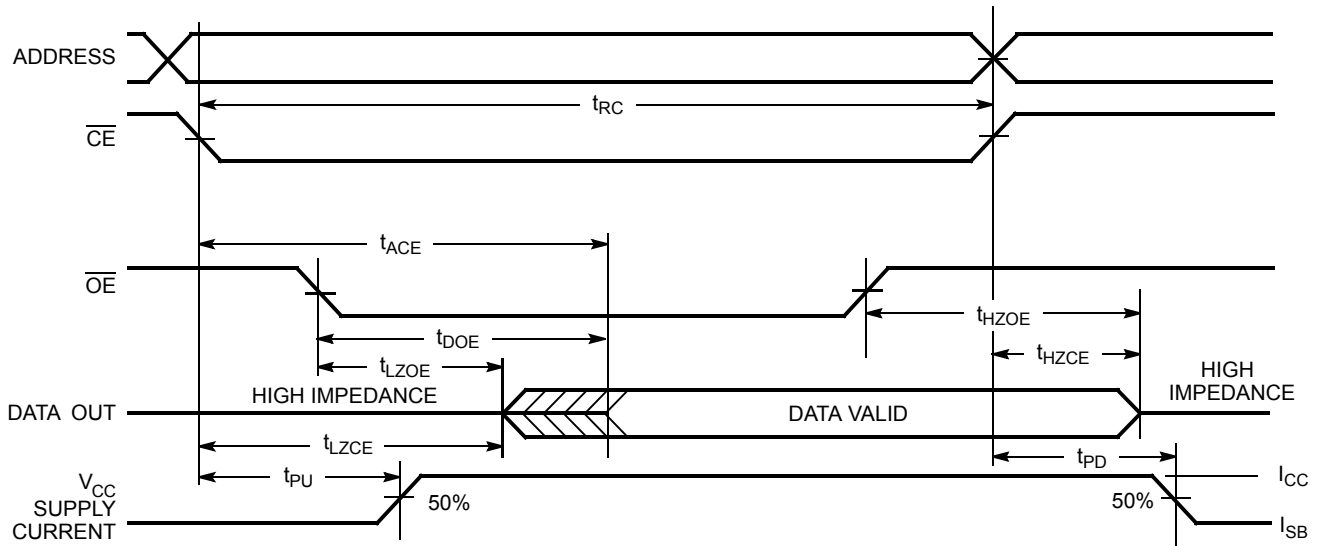 ADDRESS
tRC
CE
tACE
OE
tHZOE
tDOE
tHZCE
tLZOE
HIGH
IMPEDANCE
HIGH IMPEDANCE
DATA OUT
DATA VALID
tLZCE
tPD
tPU
VCC
SUPPLY
CURRENT
50%
50%
ICC
ISB